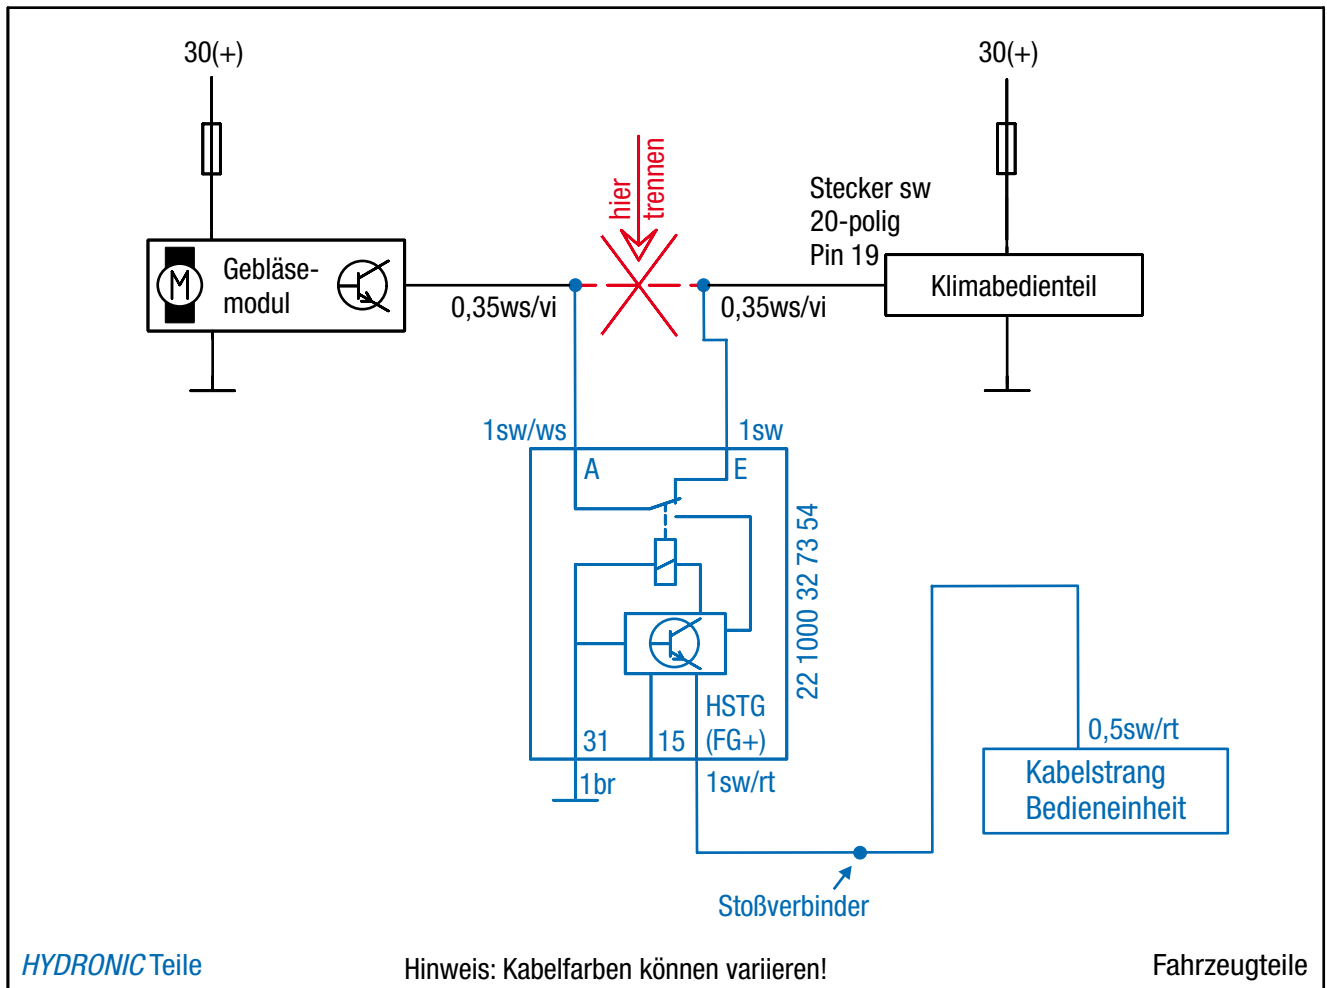 30(+)
30(+)
hier
trennen
Stecker sw
20-polig
Pin 19
Gebläse-
modul
M
Klimabedienteil
0,35ws/vi
0,35ws/vi
1sw/ws
1sw
A
E
22 1000 32 73 54
HSTG
(FG+)
31
15
1br
1sw/rt
0,5sw/rt
Kabelstrang
Bedieneinheit
Stoßverbinder
HYDRONIC Teile
Hinweis: Kabelfarben können variieren!
Fahrzeugteile